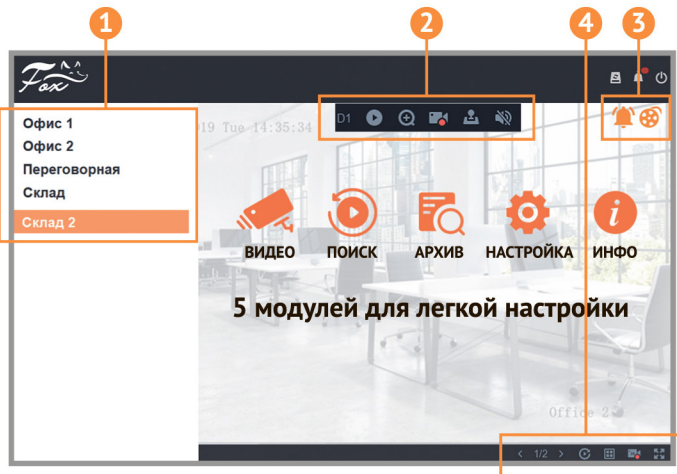 1 2 4 3
Fox
Офис 1
Офис 2
Переговорная
Склад
Склад 2
19 Tue 14:35:34
D1
ВИДЕО ПОИСК АРХИВ НАСТРОЙКА ИНФО
5 модулей для легкой настройки
Office 2
< 1/2 >